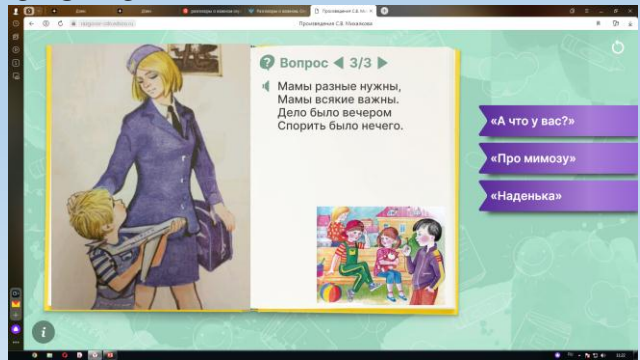 Произведения С.В. Михалкова
Вопрос 3/3
Мамы разные нужны,
Мамы всякие важны.
Дело было вечером
Спорить было нечего.
«А что у вас?»
«Про мимозу»
«Наденька»